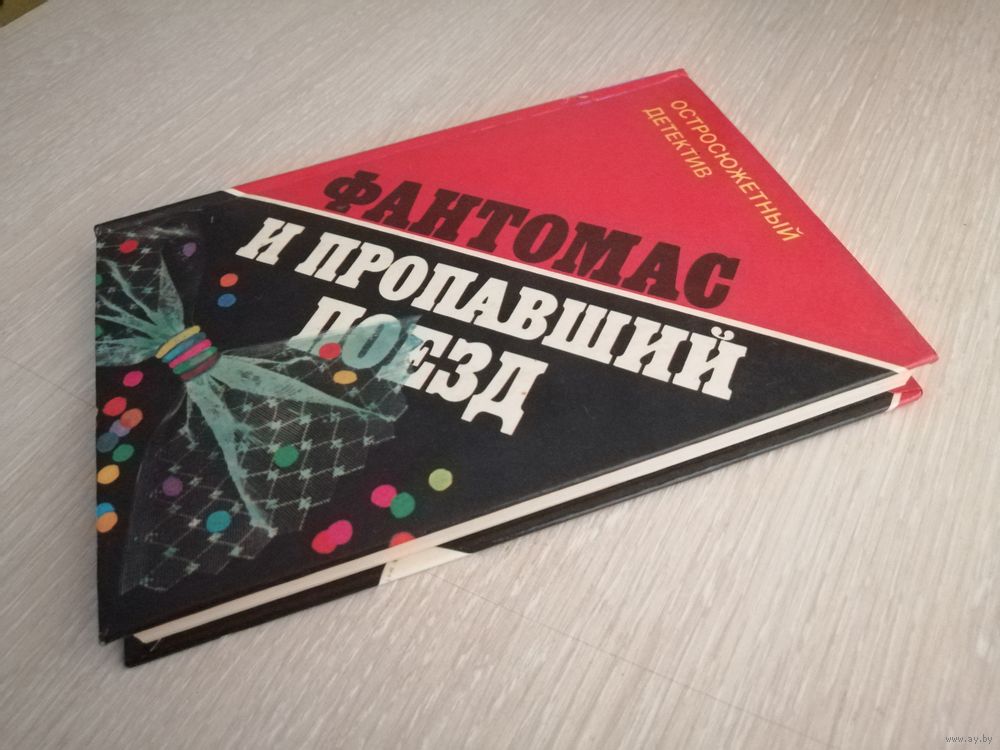 ОСТРОСЮЖЕТНЫЙ
ДЕТЕКТИВ
ФАНТОМАС
И ПРОПАВШИЙ
ПОЕЗД
www.ay.by